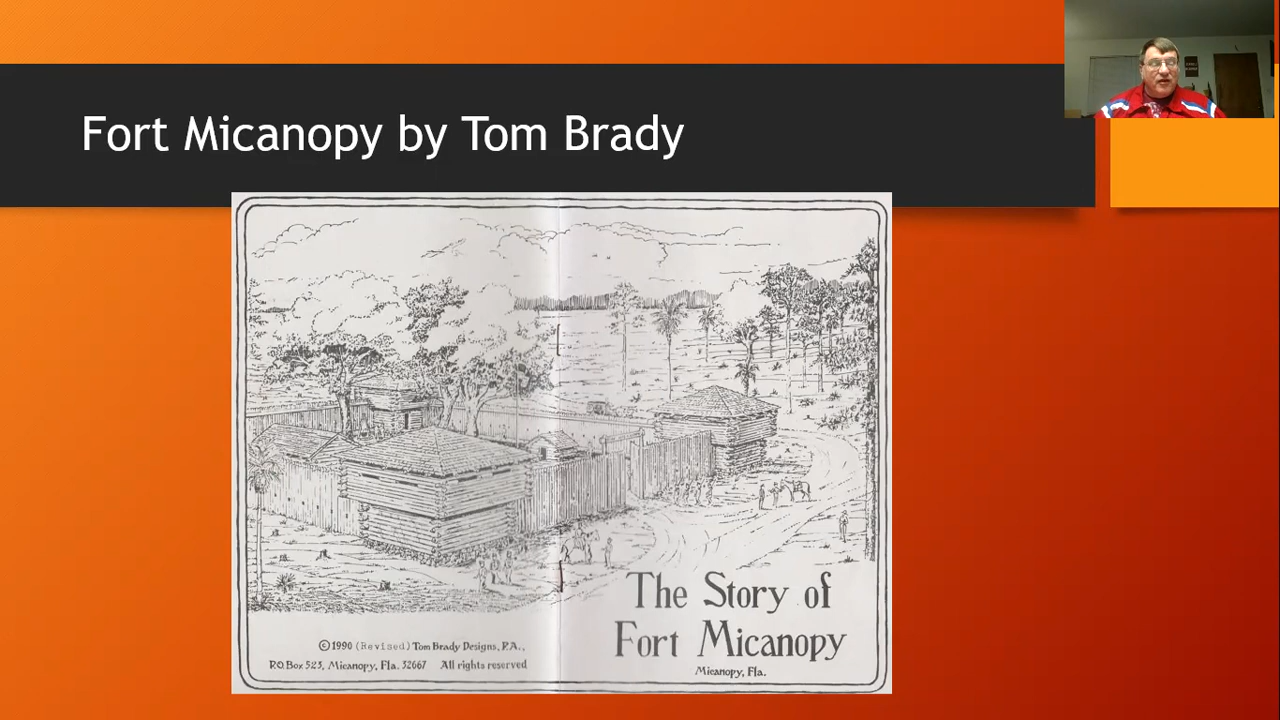 Fort Micanopy by Tom Brady
The Story of
Fort Micanopy
Micanopy, Fla.
©1990 (Revised) Tom Brady Designs, P.A.,
P.O. Box 523, Micanopy, Fla. 32667 All rights reserved